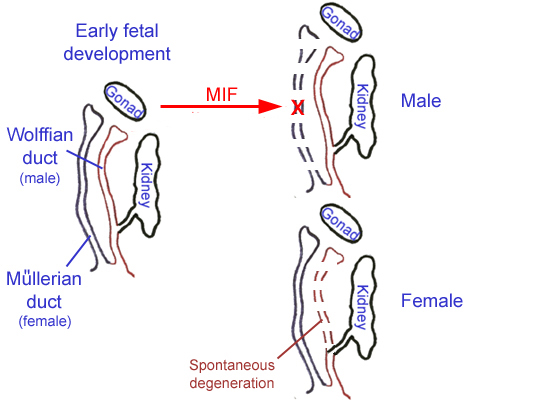 Early fetal
development
Gonad
Wolffian
duct
(male)
Kidney
Müllerian
duct
(female)
MIF
X
Gonad
Kidney
Male
Gonad
Kidney
Female
Spontaneous
degeneration